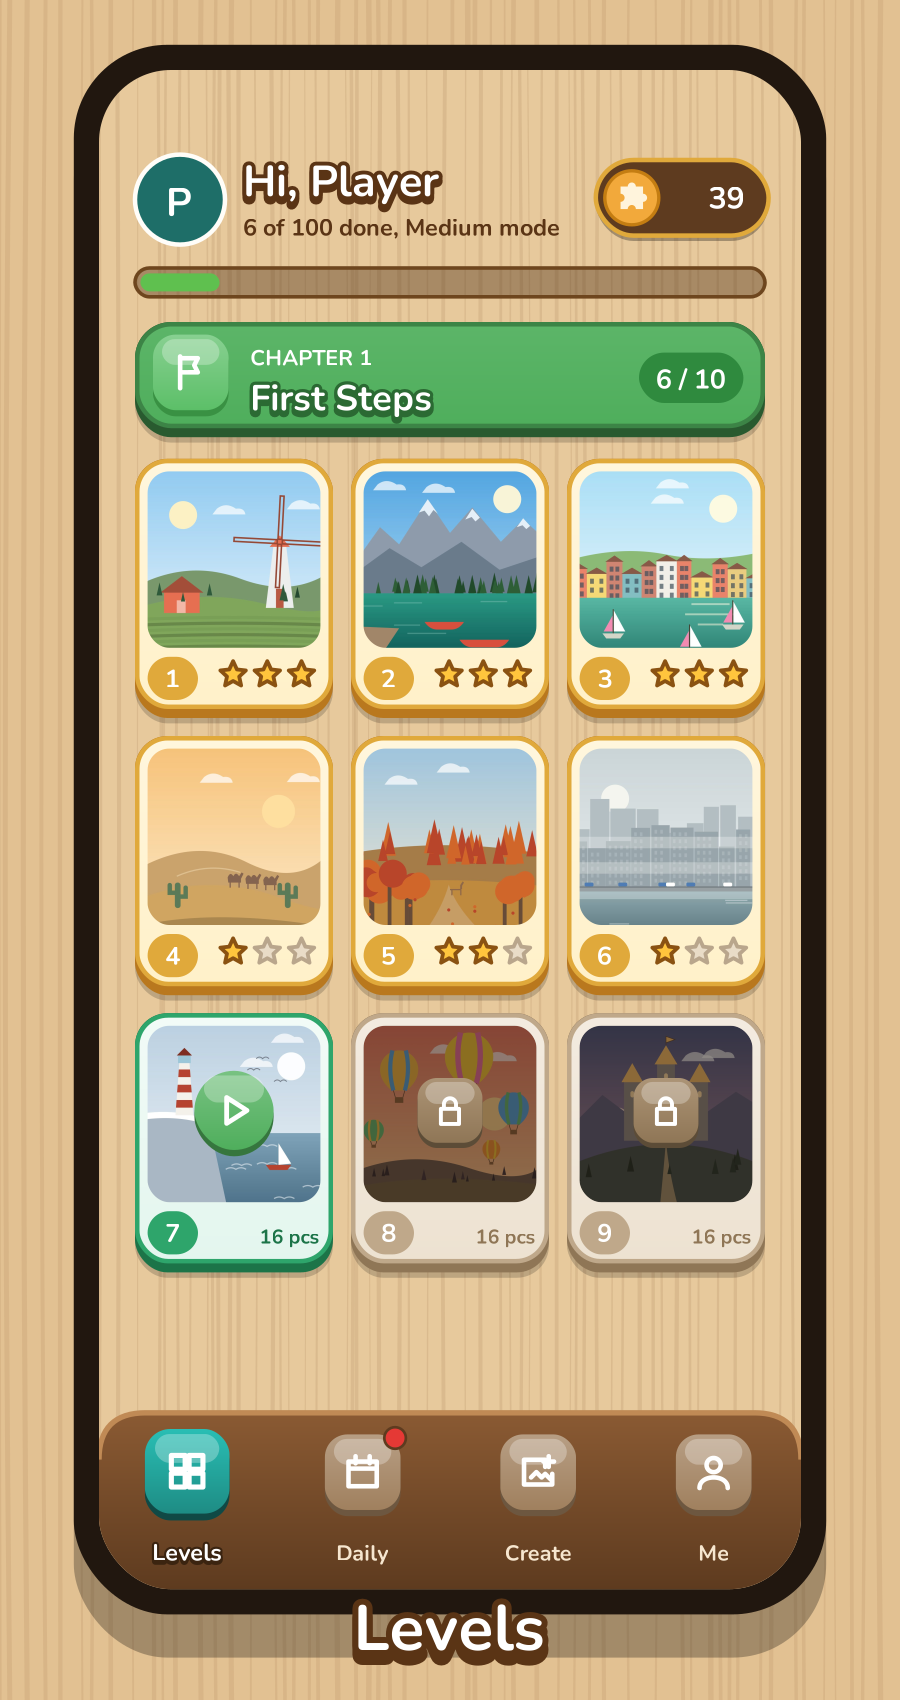 P
Hi, Player
6 of 100 done, Medium mode
39
CHAPTER 1
First Steps
6 / 10
1
2
3
4
5
6
7
16 pcs
8
16 pcs
9
16 pcs
Levels
Daily
Create
Me
Levels